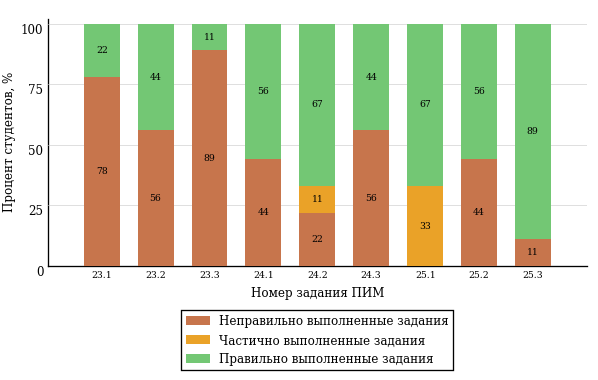 Процент студентов, %
100
75
50
25
0
22 44 11 56 67 44 67 56 89
11 33
78 56 89 44 22 56 44 11
23.1 23.2 23.3 24.1 24.2 24.3 25.1 25.2 25.3
Номер задания ПИМ
Неправильно выполненные задания
Частично выполненные задания
Правильно выполненные задания